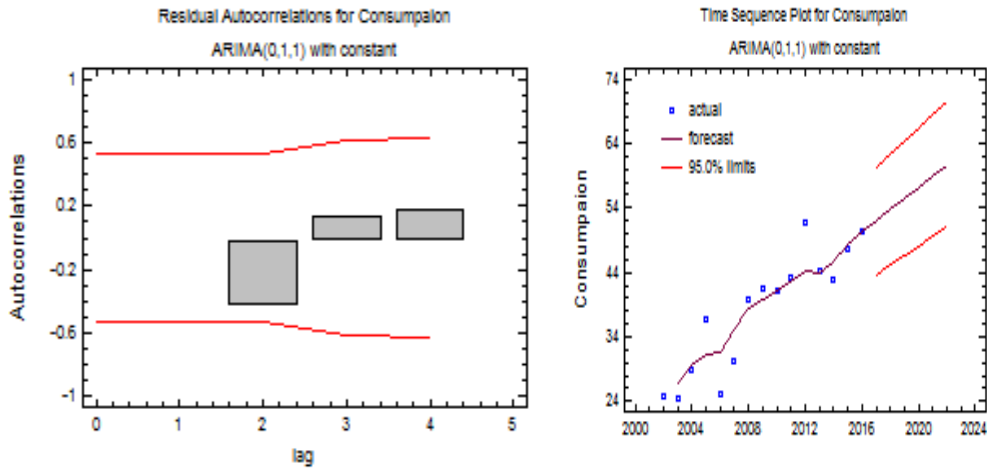 Residual Autocorrelations for Consumpaion
ARIMA(0,1,1) with constant
1
0.6
0.2
-0.2
-0.6
-1
Autocorrelations
0 1 2 3 4 5
lag
Time Sequence Plot for Consumpaion
ARIMA(0,1,1) with constant
74
64
54
44
34
24
Consumpaion
actual
forecast
95.0% limits
2000 2004 2008 2012 2016 2020 2024